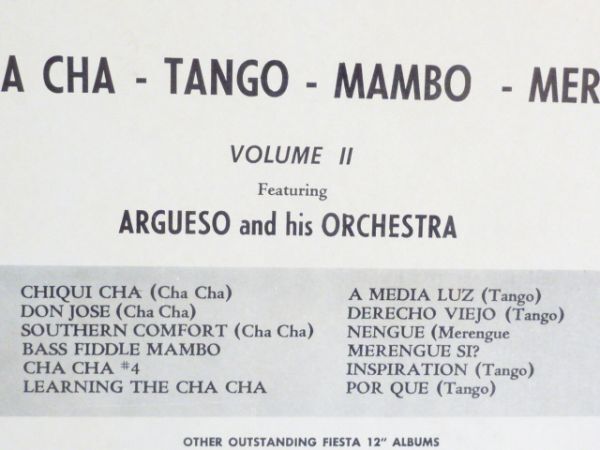 A CHA - TANGO - MAMBO - MER
VOLUME II
Featuring
ARGUESO and his ORCHESTRA
CHIQUI CHA (Cha Cha)
DON JOSE (Cha Cha)
SOUTHERN COMFORT (Cha Cha)
BASS FIDDLE MAMBO
CHA CHA #4
LEARNING THE CHA CHA
A MEDIA LUZ (Tango)
DERECHO VIEJO (Tango)
NENGUE (Merengue
MERENGUE SI?
INSPIRATION (Tango)
POR QUE (Tango)
OTHER OUTSTANDING FIESTA 12" ALBUMS